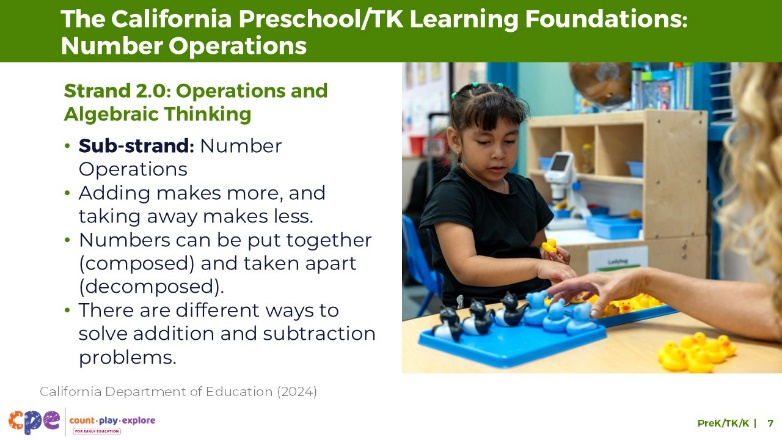 The California Preschool/TK Learning Foundations:
Number Operations
Strand 2.0: Operations and
Algebraic Thinking
• Sub-strand: Number
Operations
• Adding makes more, and
taking away makes less.
• Numbers can be put together
(composed) and taken apart
(decomposed).
• There are different ways to
solve addition and subtraction
problems.
California Department of Education (2024)
cpe
count·play·explore
FOR EARLY EDUCATION
PreK/TK/K | 7